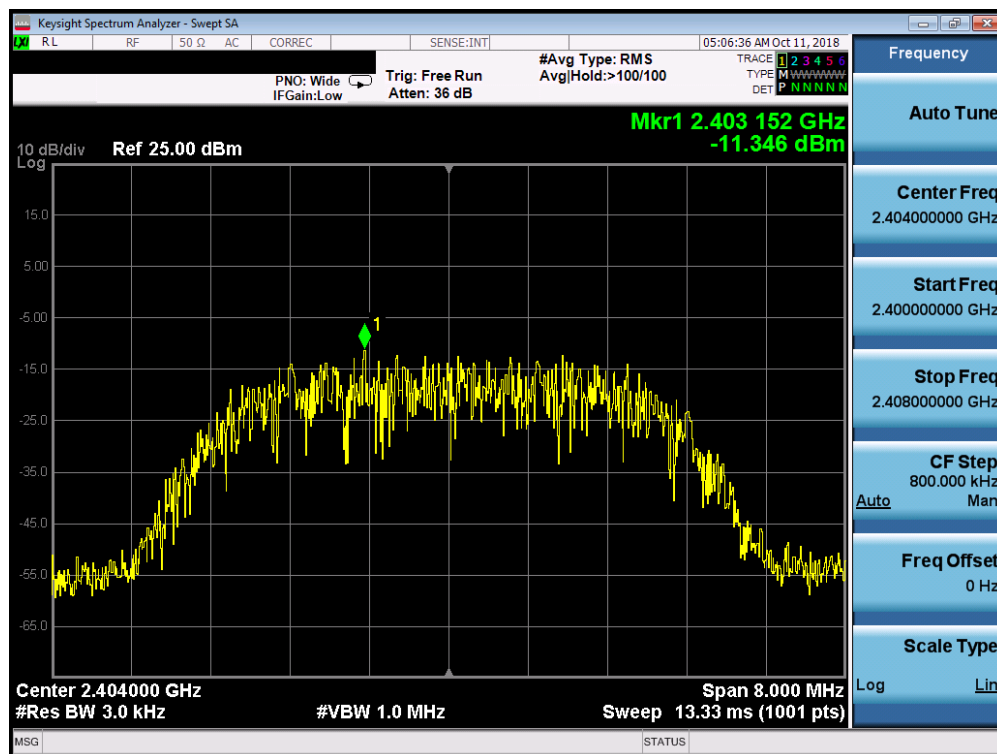 Keysight Spectrum Analyzer - Swept SA
LXI RL RF 50 Ω AC CORREC SENSE:INT 05:06:36 AM Oct 11, 2018
PNO: Wide Trig: Free Run #Avg Type: RMS TRACE 1 2 3 4 5 6
IFGain:Low Atten: 36 dB Avg|Hold:>100/100 TYPE M WWWWW
DET P N N N N N
Mkr1 2.403 152 GHz
10 dB/div Ref 25.00 dBm -11.346 dBm
Log
15.0
5.00
-5.00
1
-15.0
-25.0
-35.0
-45.0
-55.0
-65.0
Center 2.404000 GHz Span 8.000 MHz
#Res BW 3.0 kHz #VBW 1.0 MHz Sweep 13.33 ms (1001 pts)
MSG STATUS
Frequency
Auto Tune
Center Freq
2.404000000 GHz
Start Freq
2.400000000 GHz
Stop Freq
2.408000000 GHz
CF Step
800.000 kHz
Auto Man
Freq Offset
0 Hz
Scale Type
Log Lin